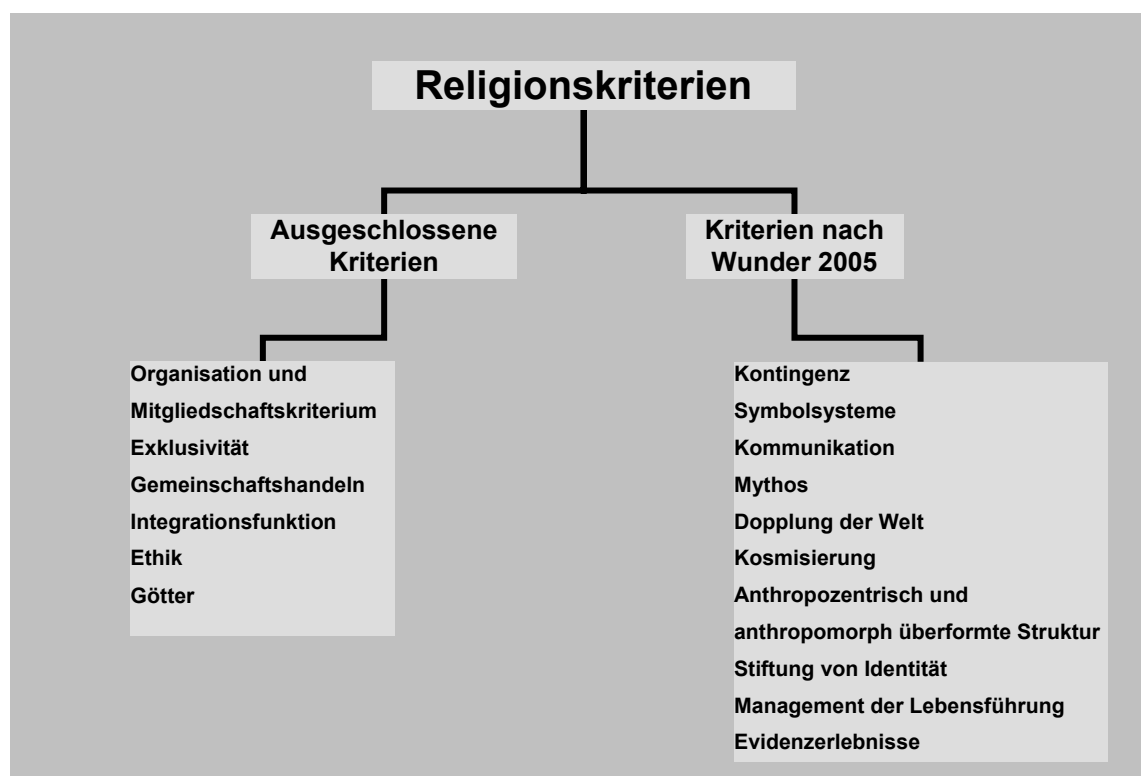 Religionskriterien
Ausgeschlossene
Kriterien
Kriterien nach
Wunder 2005
Organisation und
Mitgliedschaftskriterium
Exklusivität
Gemeinschaftshandeln
Integrationsfunktion
Ethik
Götter
Kontingenz
Symbolsysteme
Kommunikation
Mythos
Dopplung der Welt
Kosmisierung
Anthropozentrisch und
anthropomorph überformte Struktur
Stiftung von Identität
Management der Lebensführung
Evidenzerlebnisse